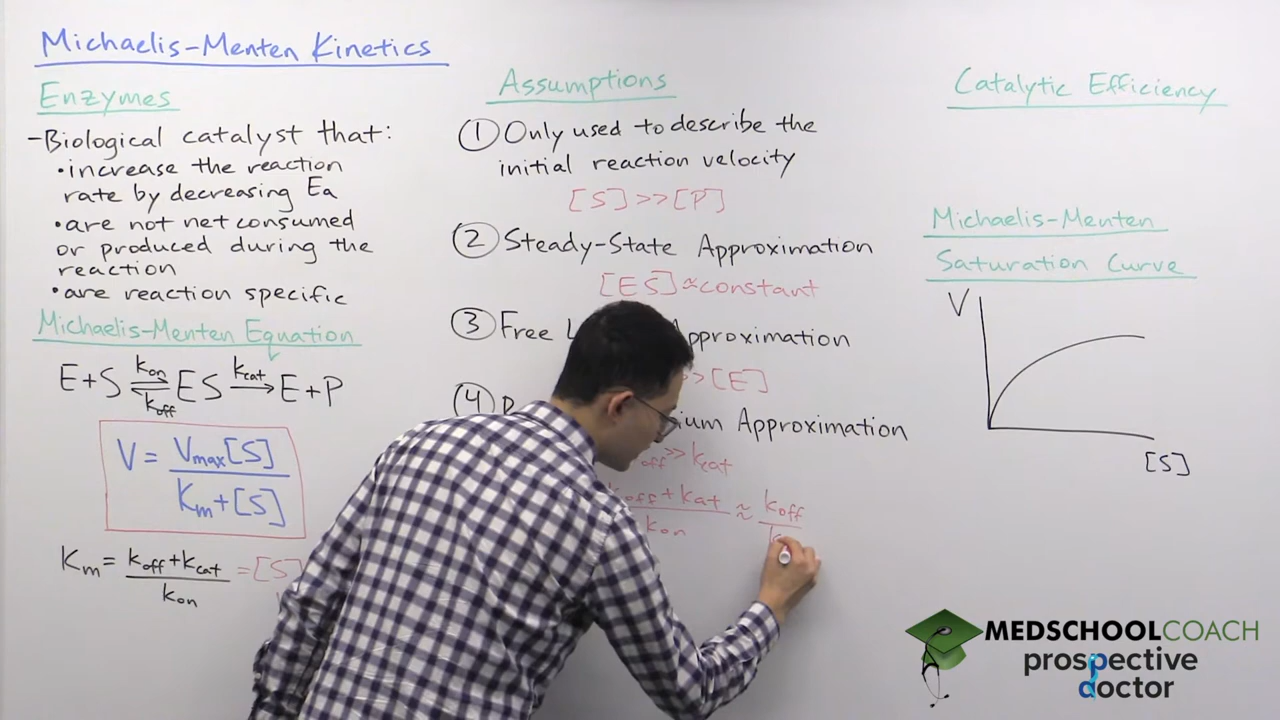 Michaelis-Menten Kinetics
Enzymes
-Biological catalyst that:
•increase the reaction
rate by decreasing Ea
•are not net consumed
or produced during the
reaction
•are reaction specific
Michaelis-Menten Equation
E+S kon koff ES kcat E+P
V = Vmax[S]
Km+[S]
Km = koff+kcat = [S]
kon
Assumptions
① Only used to describe the
initial reaction velocity
[S]>>[P]
② Steady-State Approximation
[ES]≈constant
③ Free Approximation
>>[E]
④ Approximation
off >> kcat
koff+kat ≈ koff
kon
Catalytic Efficiency
Michaelis-Menten
Saturation Curve
V
[S]
MEDSCHOOLCOACH
prospective
doctor